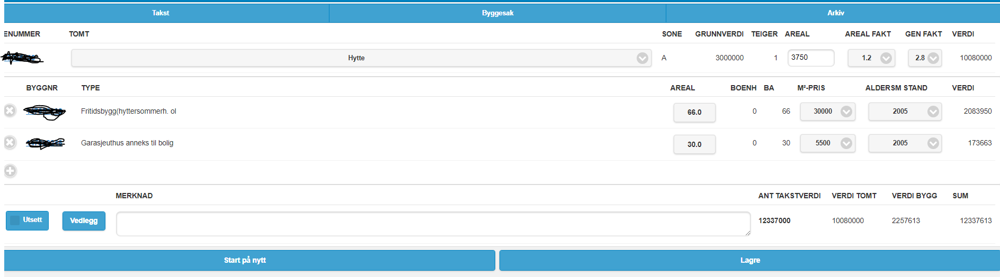 Takst Byggesak Arkiv
ENUMMER TOMT SONE GRUNNVERDI TEIGER AREAL AREAL FAKT GEN FAKT VERDI
Hytte A 3000000 1 3750 1.2 2.8 10080000
BYGGNR TYPE AREAL BOENH BA M²-PRIS ALDERSM STAND VERDI
Fritidsbygg(hyttersommerh. ol 66.0 0 66 30000 2005 2083950
Garasjeuthus anneks til bolig 30.0 0 30 5500 2005 173663
MERKNAD ANT TAKSTVERDI VERDI TOMT VERDI BYGG SUM
Utsett Vedlegg 12337000 10080000 2257613 12337613
Start på nytt Lagre